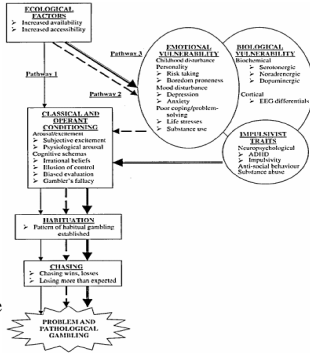 ECOLOGICAL
FACTORS
Increased availability
Increased accessibility
Pathway 1
Pathway 2
Pathway 3
EMOTIONAL
VULNERABILITY
Childhood disturbance
Personality
Risk taking
Boredom proneness
Mood disturbance
Depression
Anxiety
Poor coping/problem-
solving
Life stresses
Substance use
BIOLOGICAL
VULNERABILITY
Biochemical
Serotonergic
Noradrenergic
Dopaminergic
Cortical
EEG differentials
IMPULSIVIST
TRAITS
Neuropsychological
ADHD
Impulsivity
Anti-social behaviour
Substance abuse
CLASSICAL AND
OPERANT
CONDITIONING
Arousal/excitement
Subjective excitement
Physiological arousal
Cognitive schemas
Irrational beliefs
Illusion of control
Biased evaluation
Gambler's fallacy
HABITUATION
Pattern of habitual gambling
established
CHASING
Chasing wins, losses
Losing more than expected
PROBLEM AND
PATHOLOGICAL
GAMBLING